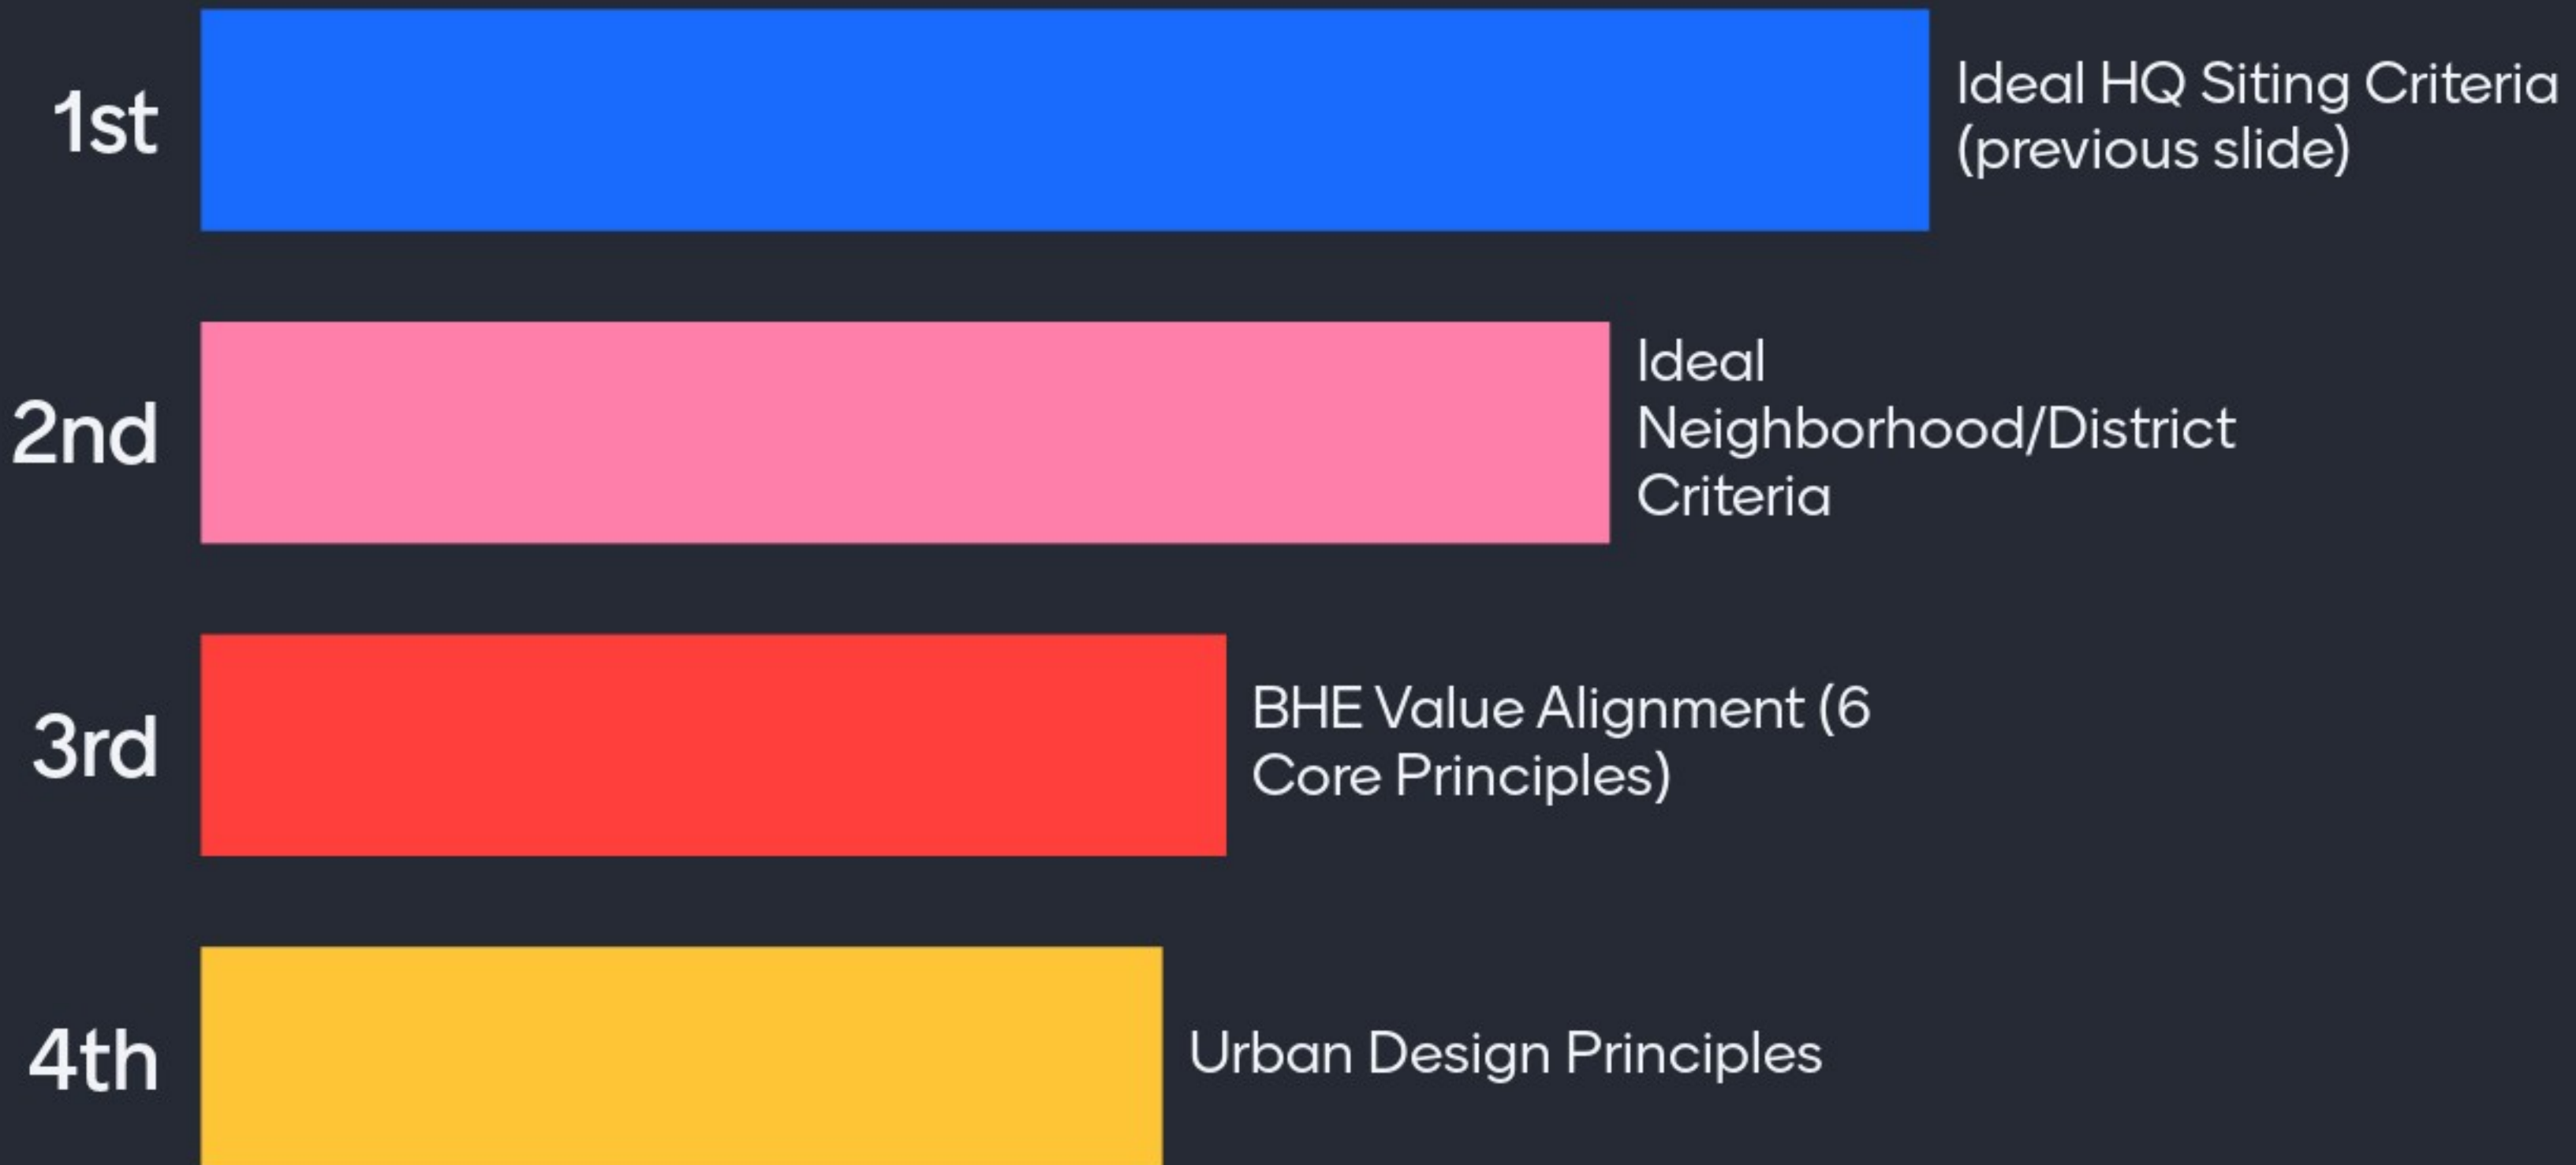 1st
Ideal HQ Siting Criteria
(previous slide)
2nd
Ideal
Neighborhood/District
Criteria
3rd
BHE Value Alignment (6
Core Principles)
4th
Urban Design Principles